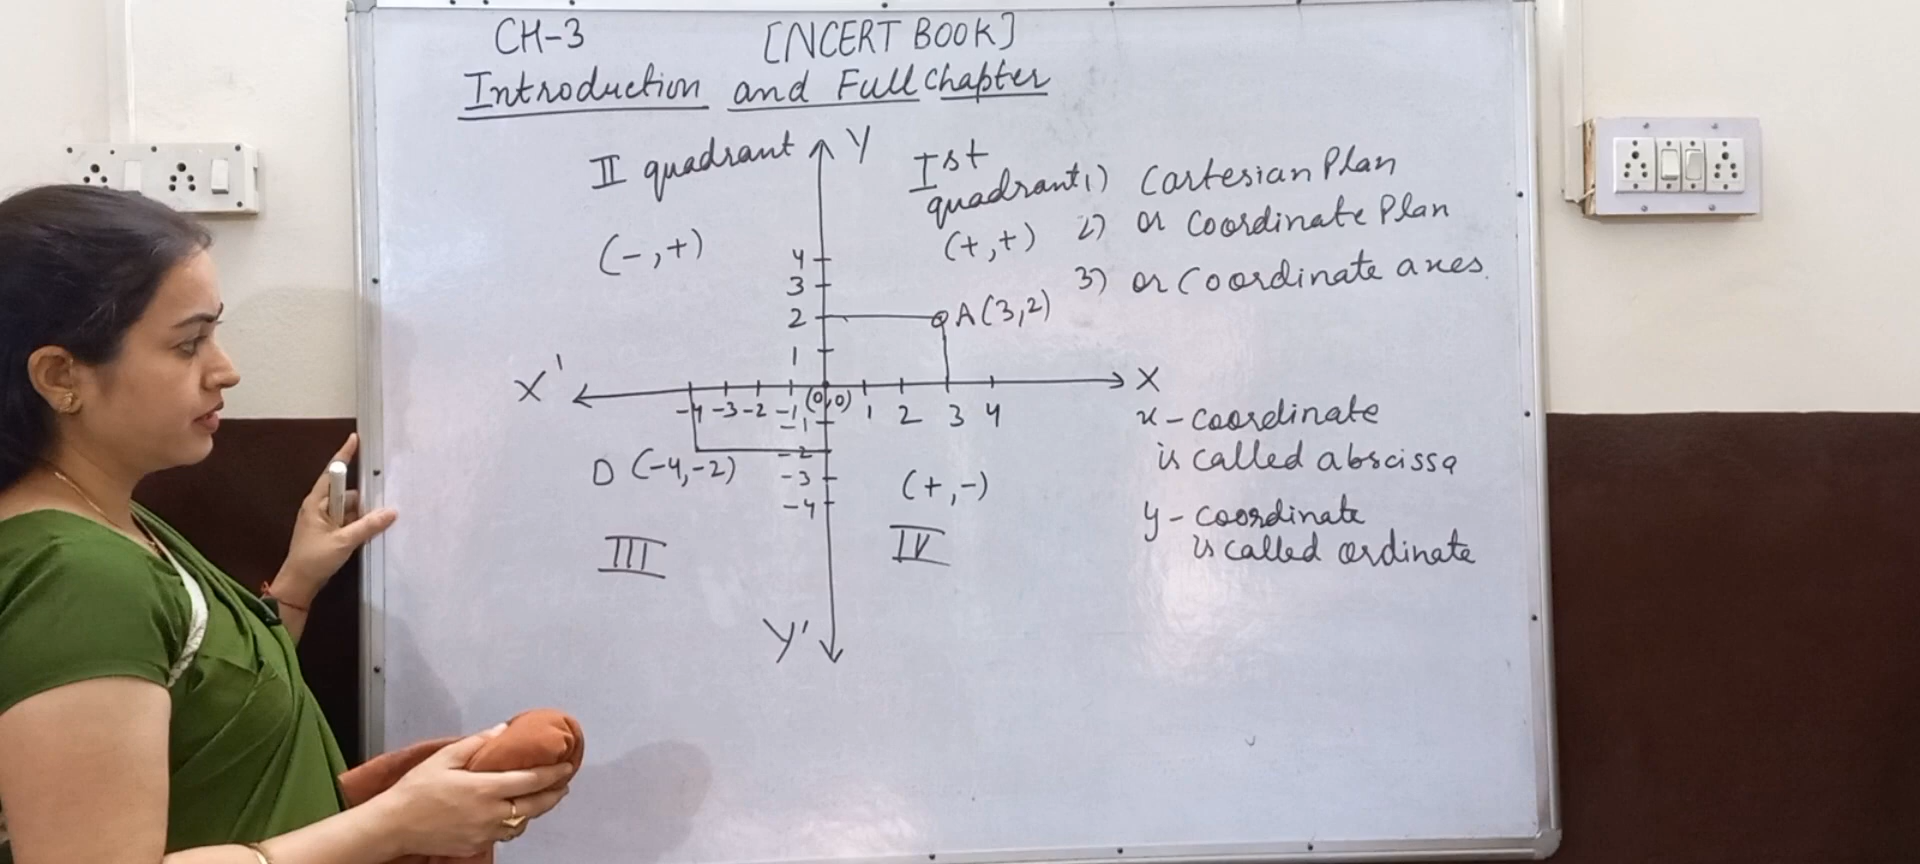 CH-3 [NCERT BOOK]
Introduction and Full Chapter
II quadrant
Y
Ist
quadrant
(-,+)
(+,+)
1) Cartesian Plan
2) or Coordinate Plan
3) or Coordinate axes.
4
3
2
1
A(3,2)
X'
X
-4 -3 -2 -1 (0,0) 1 2 3 4
-1
-2
-3
-4
D (-4,-2)
(+,-)
III
IV
Y'
x - coordinate
is called abscissa
y - coordinate
is called ordinate